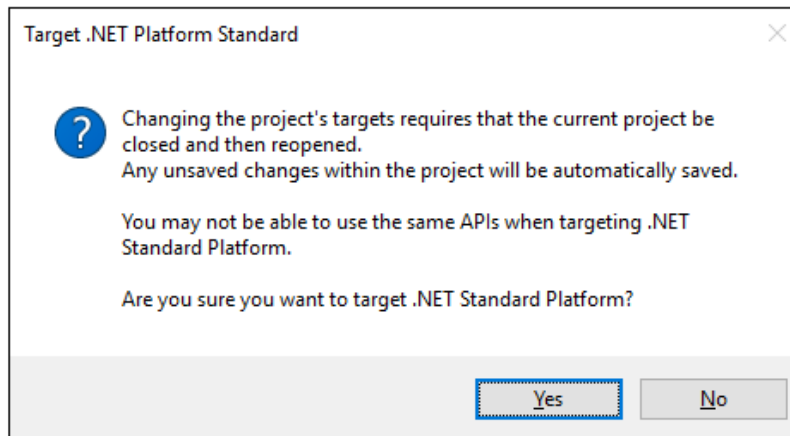 Target .NET Platform Standard
Changing the project's targets requires that the current project be
closed and then reopened.
Any unsaved changes within the project will be automatically saved.
You may not be able to use the same APIs when targeting .NET
Standard Platform.
Are you sure you want to target .NET Standard Platform?
Yes
No